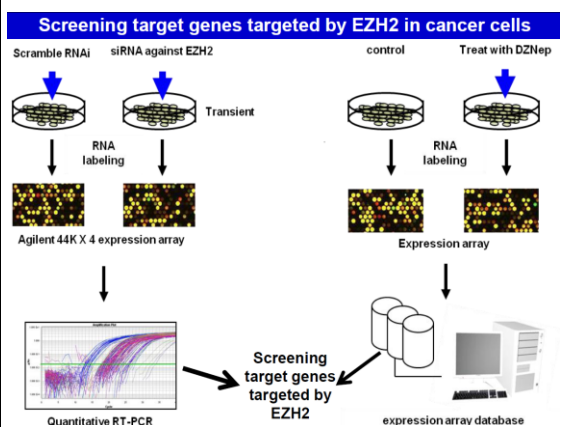 Screening target genes targeted by EZH2 in cancer cells
Scramble RNAi
siRNA against EZH2
control
Treat with DZNep
Transient
RNA
labeling
RNA
labeling
Agilent 44K X 4 expression array
Expression array
Screening
target genes
targeted by
EZH2
Quantitative RT-PCR
expression array database